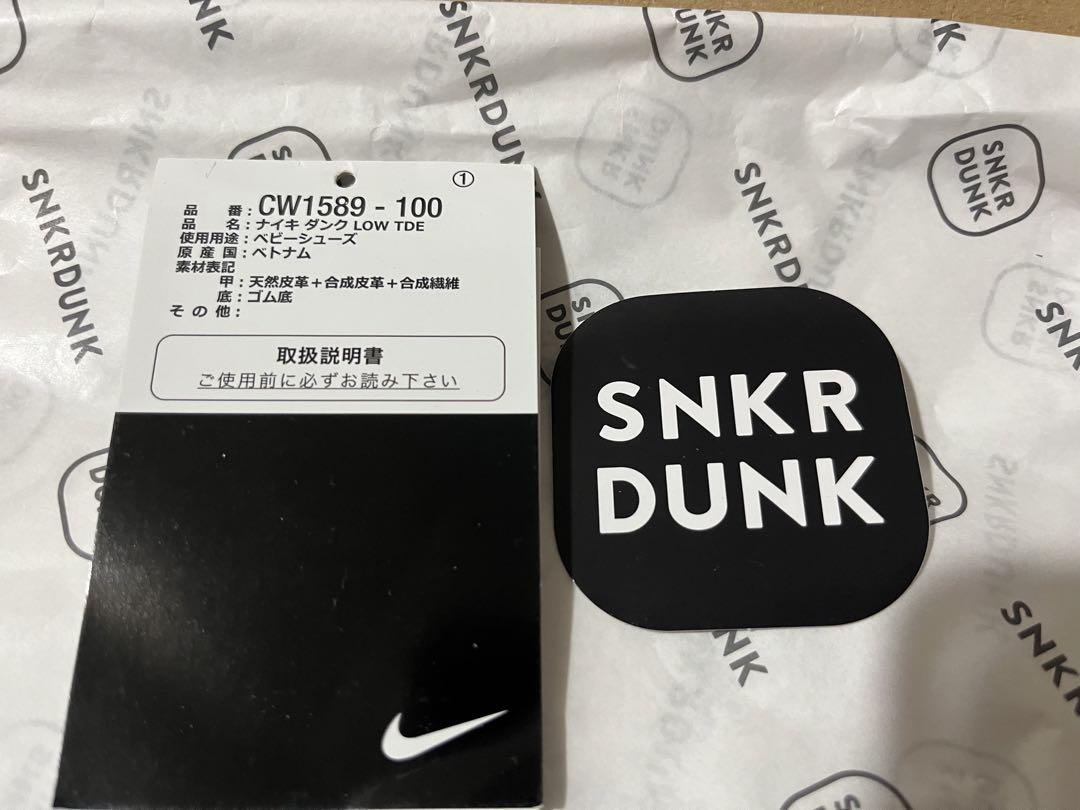 ①
品 番 : CW1589 - 100
品 名 : ナイキ ダンク LOW TDE
使用用途 : ベビーシューズ
原 産 国 : ベトナム
素材表記
甲 : 天然皮革＋合成皮革＋合成繊維
底 : ゴム底
そ の 他 :
取扱説明書
ご使用前に必ずお読み下さい
SNKR
DUNK
SNKRDUNK
SNKRDUNK
SNKRDUNK
SNKR
DUNK
SNKR
DUNK